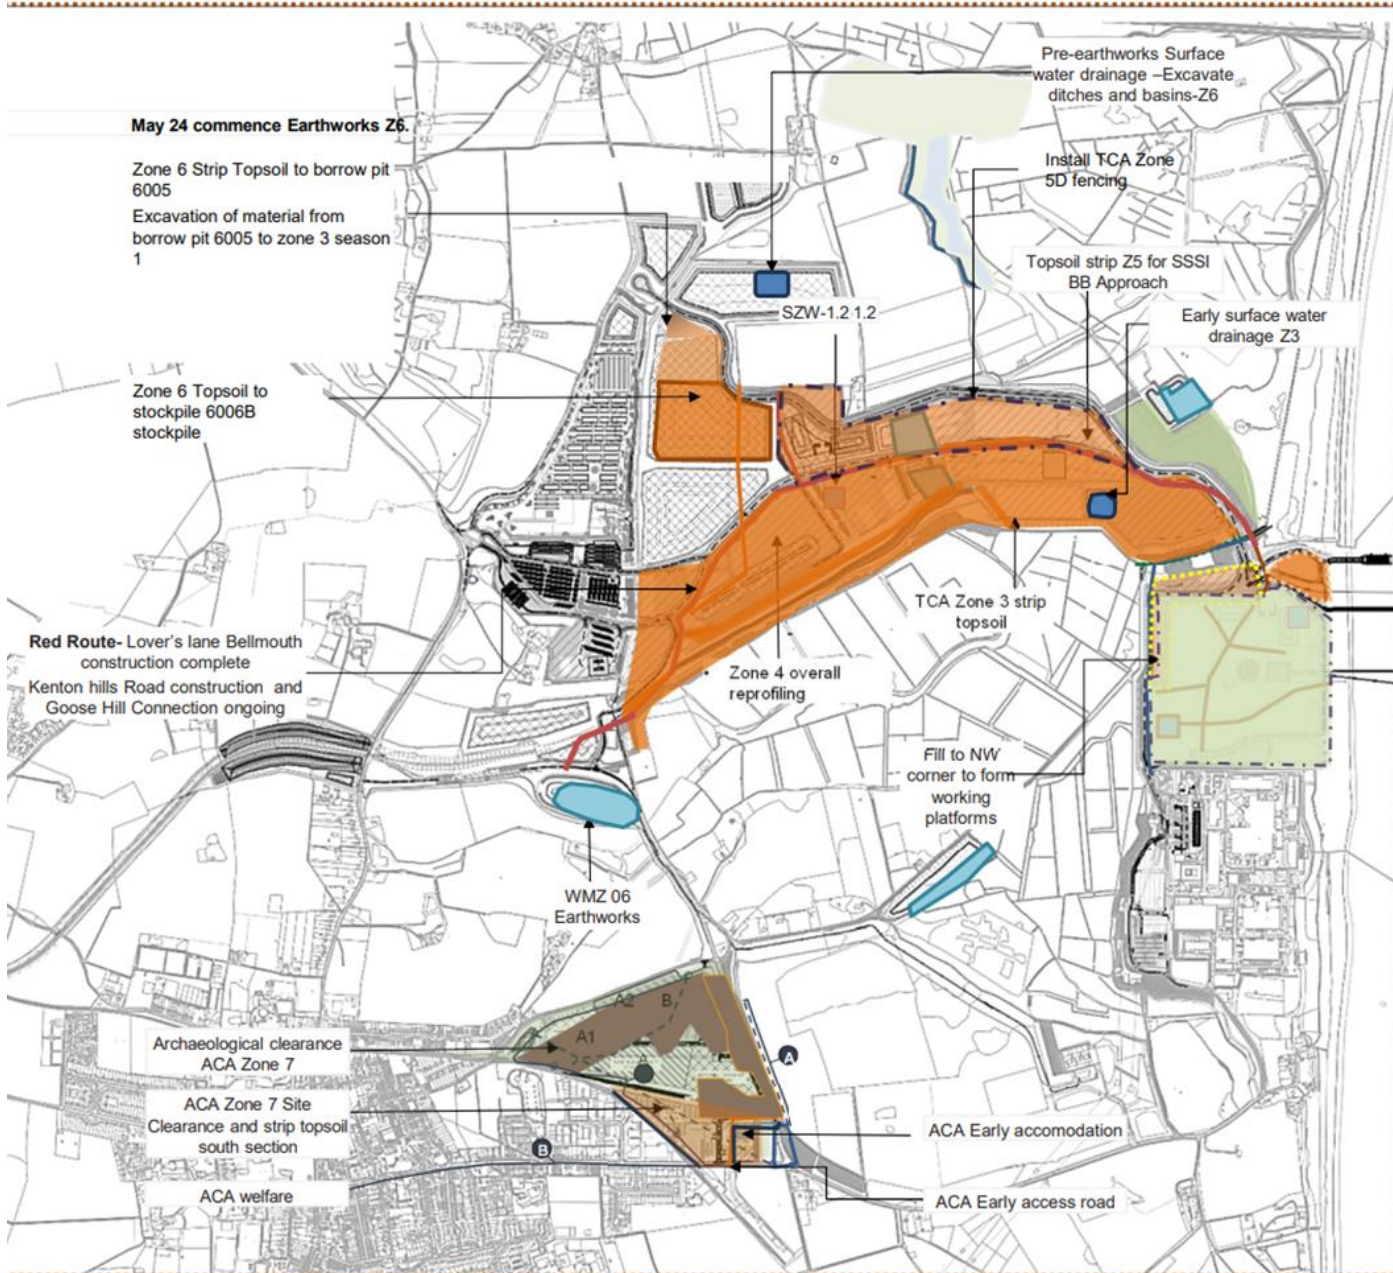 Pre-earthworks Surface
water drainage –Excavate
ditches and basins-Z6
May 24 commence Earthworks Z6.
Zone 6 Strip Topsoil to borrow pit
6005
Excavation of material from
borrow pit 6005 to zone 3 season
1
Install TCA Zone
5D fencing
Topsoil strip Z5 for SSSI
BB Approach
SZW-1.2 1.2
Early surface water
drainage Z3
Zone 6 Topsoil to
stockpile 6006B
stockpile
TCA Zone 3 strip
topsoil
Red Route- Lover's lane Bellmouth
construction complete
Kenton hills Road construction and
Goose Hill Connection ongoing
Zone 4 overall
reprofiling
Fill to NW
corner to form
working
platforms
WMZ 06
Earthworks
A2
B
A1
A
A
Archaeological clearance
ACA Zone 7
ACA Zone 7 Site
Clearance and strip topsoil
south section
B
ACA Early accomodation
ACA welfare
ACA Early access road